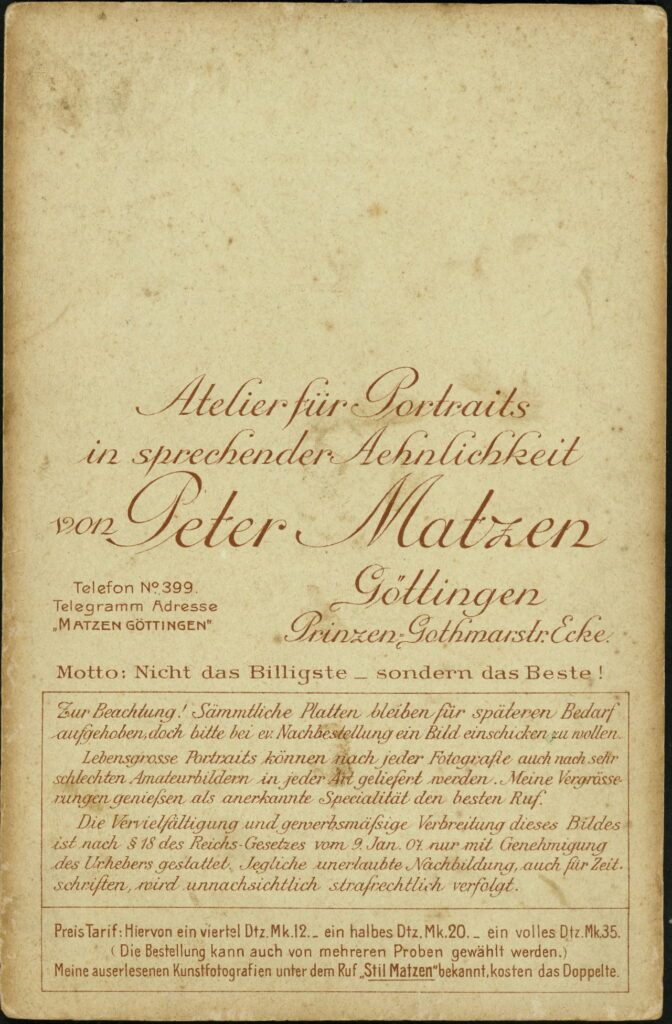 Atelier für Portraits
in sprechender Aehnlichkeit
von Peter Matzen
Göttingen
Prinzen-Gothmarstr. Ecke.
Telefon No. 399.
Telegramm Adresse
„MATZEN GÖTTINGEN"
Motto: Nicht das Billigste – sondern das Beste!
Zur Beachtung! Sämmtliche Platten bleiben für späteren Bedarf
aufgehoben, doch bitte bei ev. Nachbestellung ein Bild einschicken zu wollen.
Lebensgrosse Portraits können nach jeder Fotografie auch nach sehr
schlechten Amateurbildern in jeder Art geliefert werden. Meine Vergrösse-
rungen genießen als anerkannte Specialität den besten Ruf.
Die Vervielfältigung und gewerbsmäßige Verbreitung dieses Bildes
ist nach § 18 des Reichs-Gesetzes vom 9. Jan. 07 nur mit Genehmigung
des Urhebers gestattet. Jegliche unerlaubte Nachbildung, auch für Zeit-
schriften, wird unnachsichtlich strafrechtlich verfolgt.
Preis Tarif: Hiervon ein viertel Dtz. Mk. 12. – ein halbes Dtz. Mk. 20. – ein volles Dtz. Mk. 35.
(Die Bestellung kann auch von mehreren Proben gewählt werden.)
Meine auserlesenen Kunstfotografien unter dem Ruf „Stil Matzen" bekannt, kosten das Doppelte.